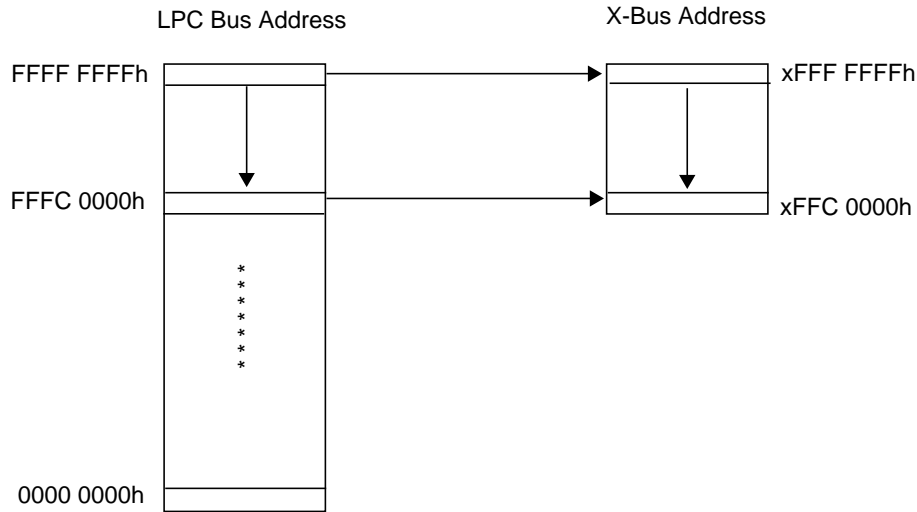 LPC Bus Address
X-Bus Address
FFFF FFFFh
xFFF FFFFh
FFFC 0000h
xFFC 0000h
*
*
*
*
*
*
*
0000 0000h